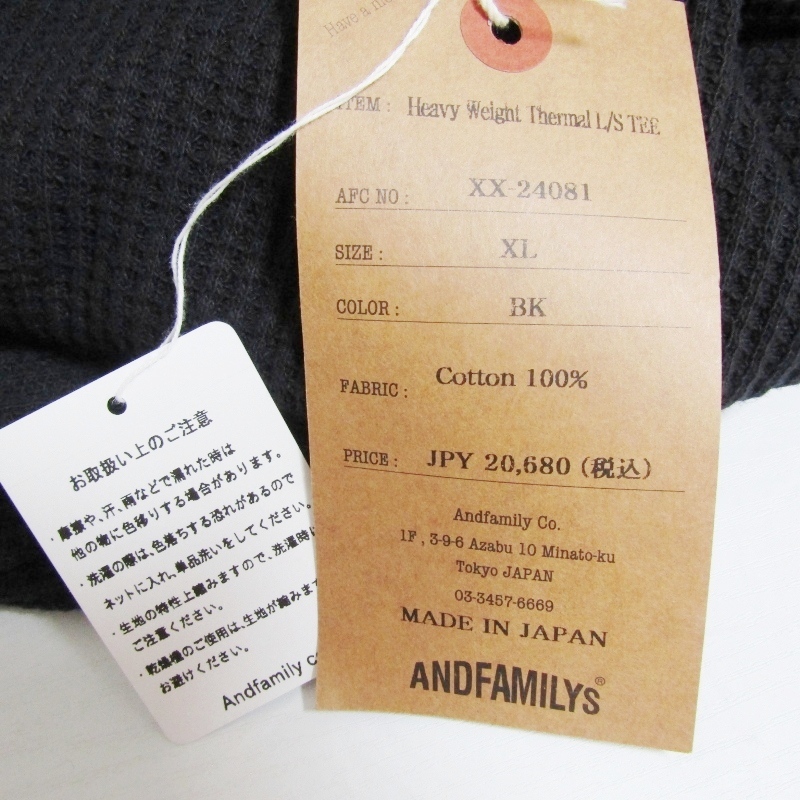 Have a
ITEM : Heavy Weight Thermal L/S TEE
AFC NO : XX-24081
SIZE : XL
COLOR : BK
FABRIC : Cotton 100%
PRICE : JPY 20,680 (税込)
Andfamily Co.
1F , 3-9-6 Azabu 10 Minato-ku
Tokyo JAPAN
03-3457-6669
MADE IN JAPAN
ANDFAMILYS®
お取扱い上のご注意
・摩擦や、汗、雨などで濡れた時は
他の物に色移りする場合があります。
・洗濯の際は、色落ちする恐れがあるので
ネットに入れ、単品洗いをしてください。
・生地の特性上縮みますので、洗濯時
ご注意ください。
・乾燥機のご使用は、生地が縮みます
お避けください。
Andfamily co